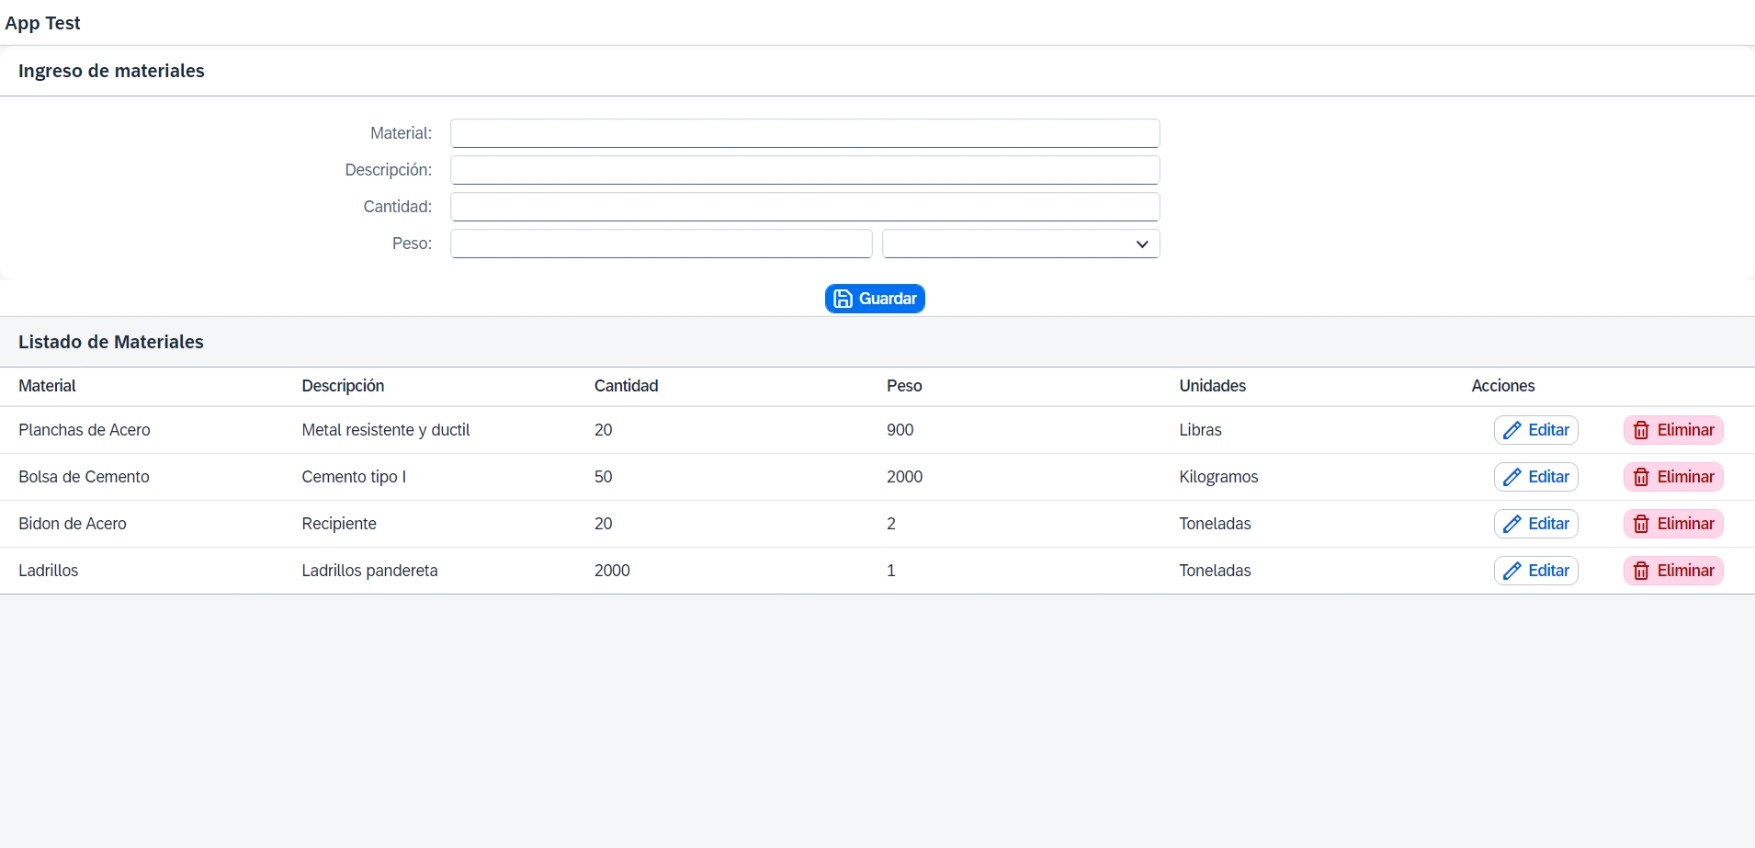 App Test
Ingreso de materiales
Material:
Descripción:
Cantidad:
Peso:
Guardar
Listado de Materiales
Material Descripción Cantidad Peso Unidades Acciones
Planchas de Acero Metal resistente y ductil 20 900 Libras Editar Eliminar
Bolsa de Cemento Cemento tipo I 50 2000 Kilogramos Editar Eliminar
Bidon de Acero Recipiente 20 2 Toneladas Editar Eliminar
Ladrillos Ladrillos pandereta 2000 1 Toneladas Editar Eliminar